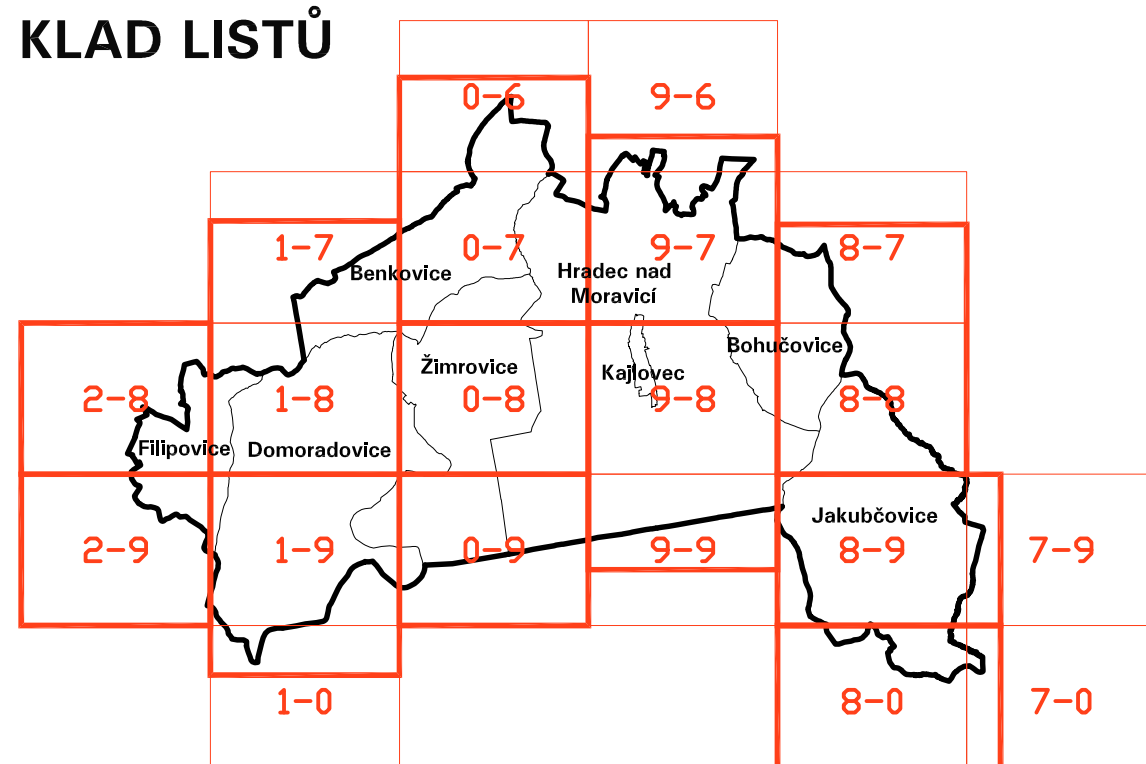 KLAD LISTŮ
0-6
9-6
1-7
0-7
9-7
8-7
Benkovice
Hradec nad
Moravicí
Bohučovice
Žimrovice
Kajlovec
2-8
1-8
0-8
9-8
8-8
Filipovice
Domoradovice
Jakubčovice
2-9
1-9
0-9
9-9
8-9
7-9
1-0
8-0
7-0